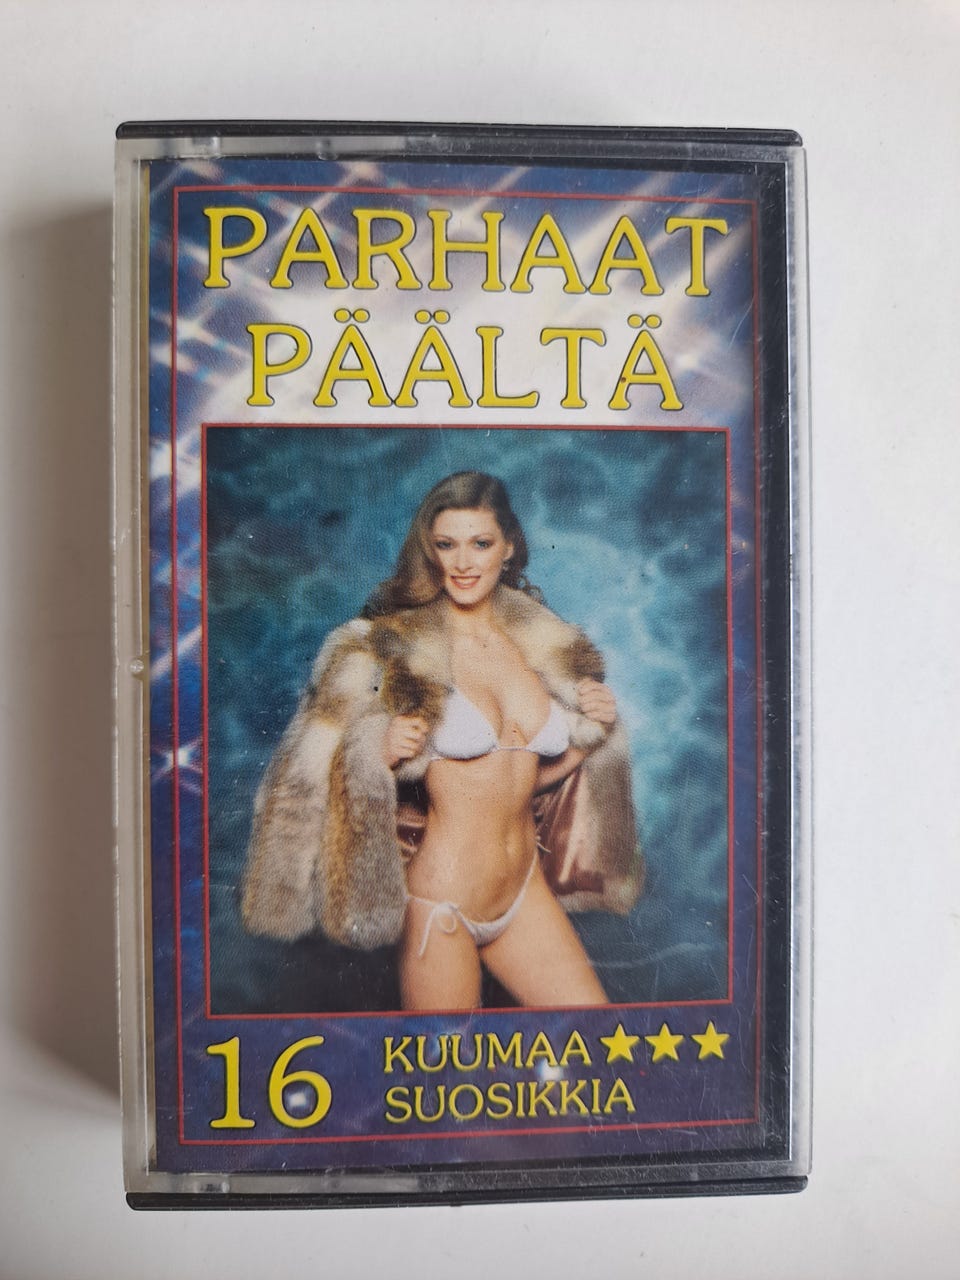 PARHAAT
PÄÄLTÄ
16 KUUMAA ★★★
SUOSIKKIA